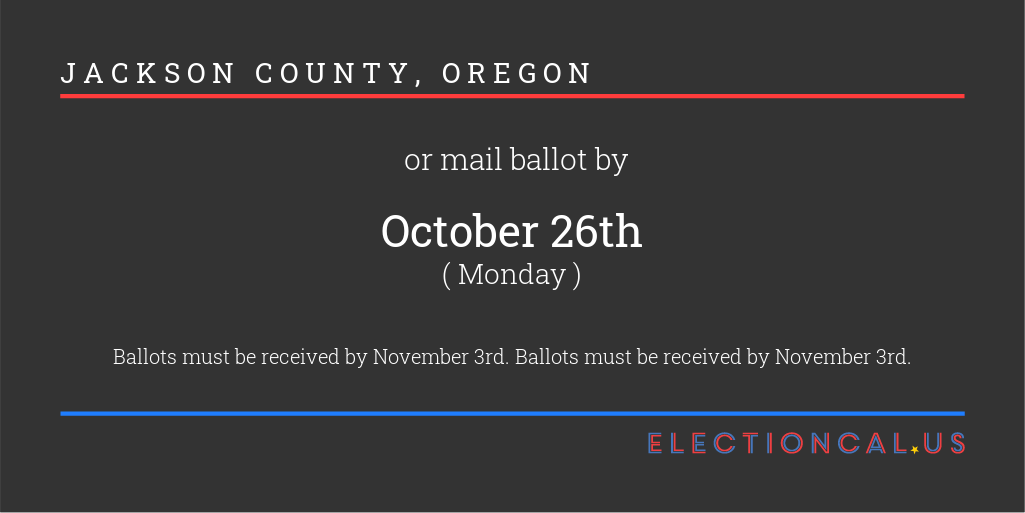 JACKSON COUNTY, OREGON
or mail ballot by
October 26th
( Monday )
Ballots must be received by November 3rd. Ballots must be received by November 3rd.
ELECTIONCAL.US